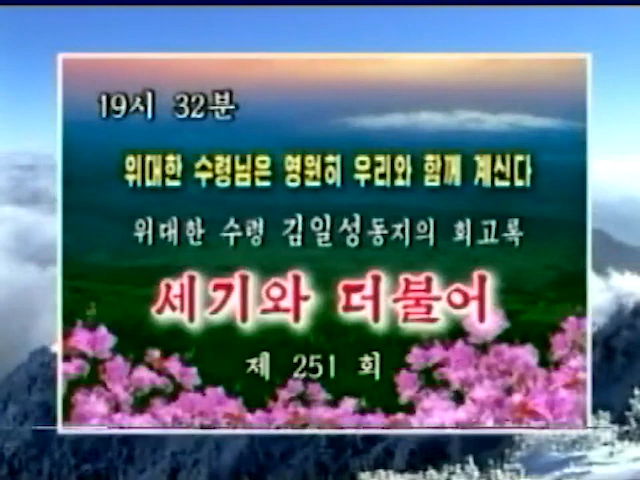 19시 32분
위대한 수령님은 영원히 우리와 함께 계신다
위대한 수령 김일성동지의 회고록
세기와 더불어
제 251 회